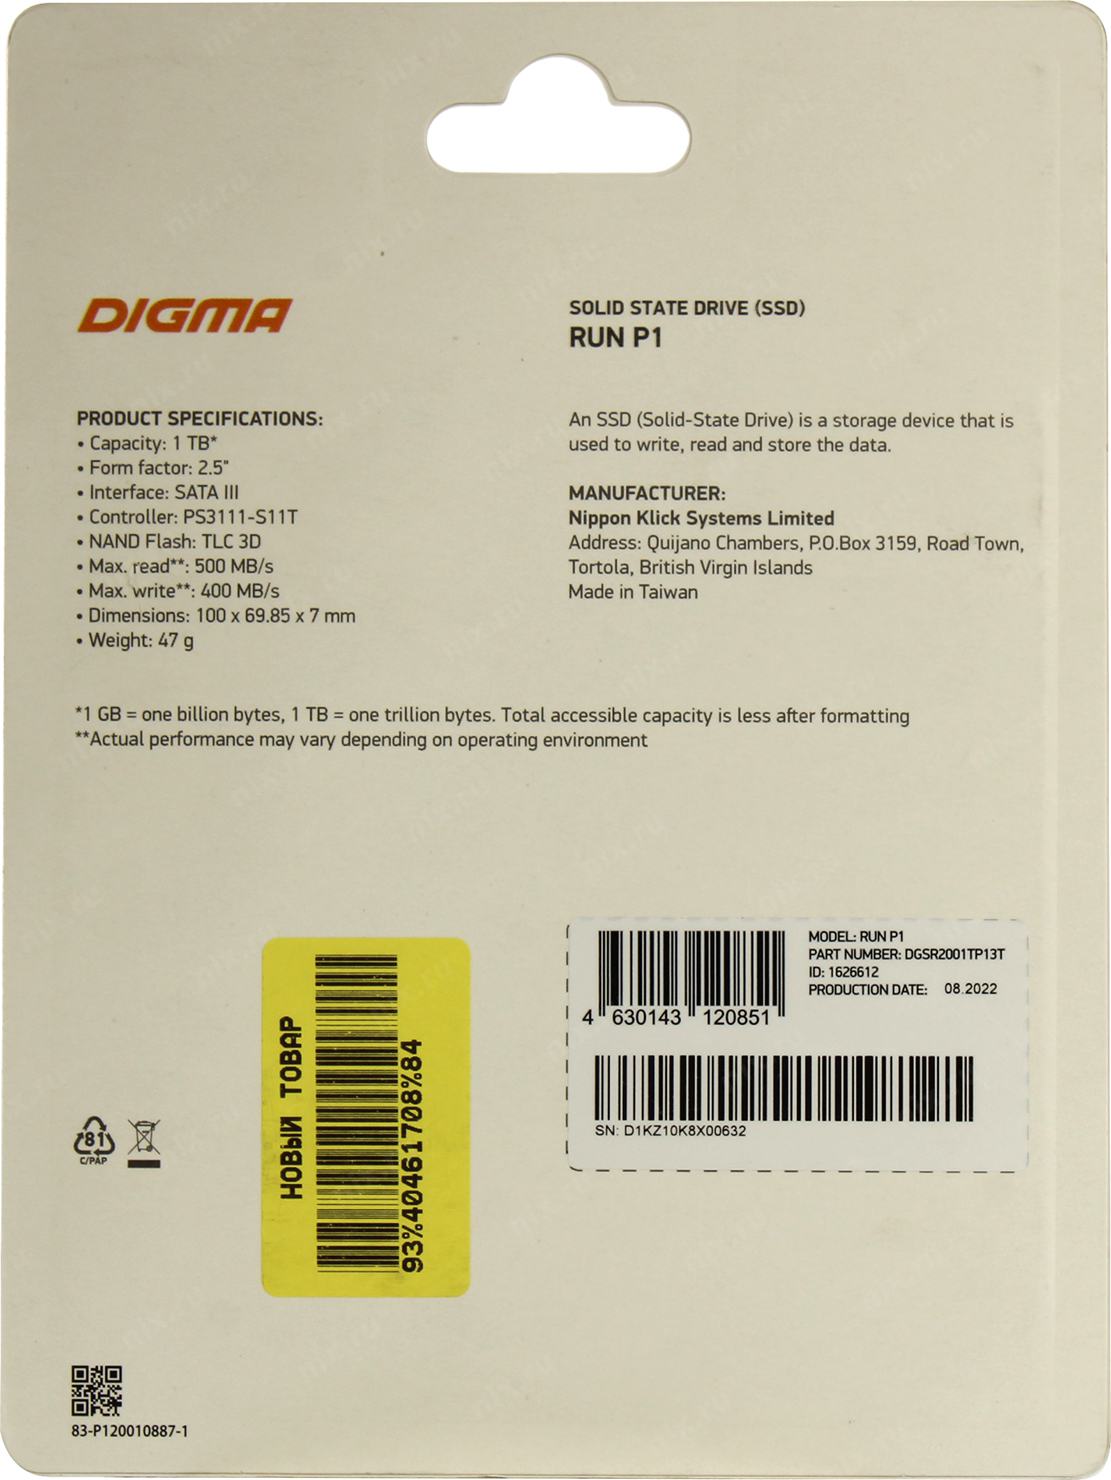 DIGMA
SOLID STATE DRIVE (SSD)
RUN P1
PRODUCT SPECIFICATIONS:
• Capacity: 1 TB*
• Form factor: 2.5"
• Interface: SATA III
• Controller: PS3111-S11T
• NAND Flash: TLC 3D
• Max. read**: 500 MB/s
• Max. write**: 400 MB/s
• Dimensions: 100 x 69.85 x 7 mm
• Weight: 47 g
An SSD (Solid-State Drive) is a storage device that is
used to write, read and store the data.
MANUFACTURER:
Nippon Klick Systems Limited
Address: Quijano Chambers, P.O.Box 3159, Road Town,
Tortola, British Virgin Islands
Made in Taiwan
*1 GB = one billion bytes, 1 TB = one trillion bytes. Total accessible capacity is less after formatting
**Actual performance may vary depending on operating environment
НОВЫЙ ТОВАР
93%40461708%84
4 630143 120851
MODEL: RUN P1
PART NUMBER: DGSR2001TP13T
ID: 1626612
PRODUCTION DATE: 08.2022
SN: D1KZ10K8X00632
81
C/PAP
83-P120010887-1